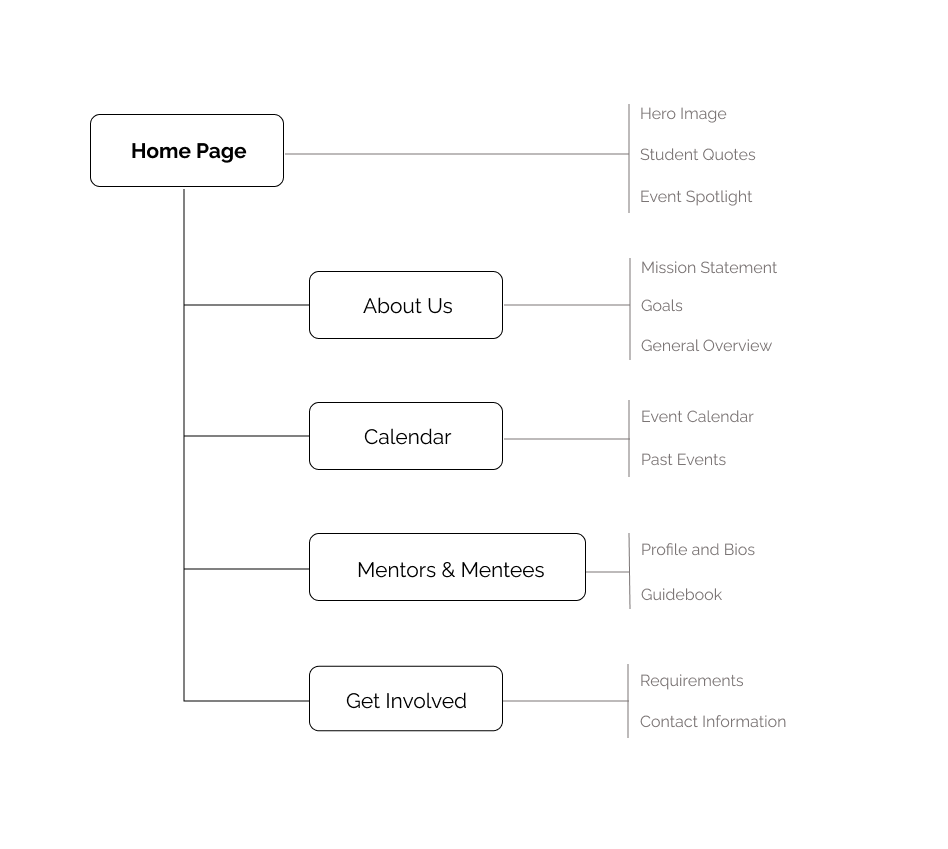 Home Page
Hero Image
Student Quotes
Event Spotlight
About Us
Mission Statement
Goals
General Overview
Calendar
Event Calendar
Past Events
Mentors & Mentees
Profile and Bios
Guidebook
Get Involved
Requirements
Contact Information